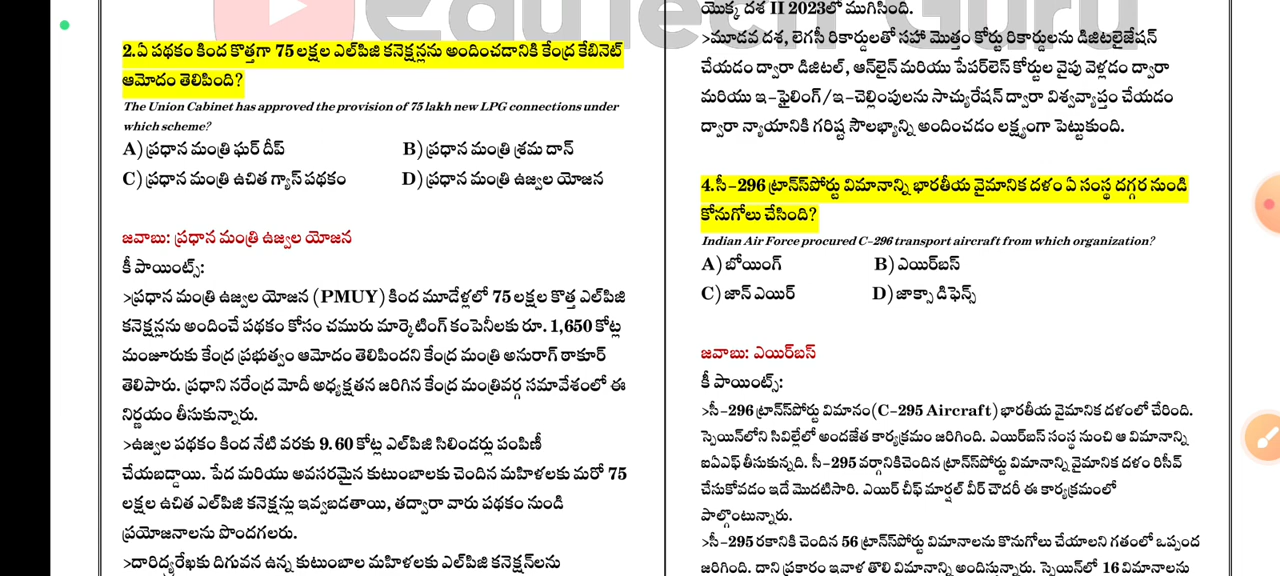 EduTech Guru
2.ఏ పథకం కింద కొత్తగా 75 లక్షల ఎల్‌పిజి కనెక్షన్లను అందించడానికి కేంద్ర కేబినెట్
ఆమోదం తెలిపింది?
The Union Cabinet has approved the provision of 75 lakh new LPG connections under
which scheme?
A) ప్రధాన మంత్రి ఘర్ దీప్ B) ప్రధాన మంత్రి శ్రమ దాన్
C) ప్రధాన మంత్రి ఉచిత గ్యాస్ పథకం D) ప్రధాన మంత్రి ఉజ్వల యోజన
జవాబు: ప్రధాన మంత్రి ఉజ్వల యోజన
కీ పాయింట్స్:
>ప్రధాన మంత్రి ఉజ్వల యోజన (PMUY) కింద మూడేళ్లలో 75 లక్షల కొత్త ఎల్‌పిజి
కనెక్షన్లను అందించే పథకం కోసం చమురు మార్కెటింగ్ కంపెనీలకు రూ. 1,650 కోట్ల
మంజూరుకు కేంద్ర ప్రభుత్వం ఆమోదం తెలిపిందని కేంద్ర మంత్రి అనురాగ్ ఠాకూర్
తెలిపారు. ప్రధాని నరేంద్ర మోదీ అధ్యక్షతన జరిగిన కేంద్ర మంత్రివర్గ సమావేశంలో ఈ
నిర్ణయం తీసుకున్నారు.
>ఉజ్వల పథకం కింద నేటి వరకు 9.60 కోట్ల ఎల్‌పిజి సిలిండర్లు పంపిణీ
చేయబడ్డాయి. పేద మరియు అవసరమైన కుటుంబాలకు చెందిన మహిళలకు మరో 75
లక్షల ఉచిత ఎల్‌పిజి కనెక్షన్లు ఇవ్వబడతాయి, తద్వారా వారు పథకం నుండి
ప్రయోజనాలను పొందగలరు.
>దారిద్ర్యరేఖకు దిగువన ఉన్న కుటుంబాల మహిళలకు ఎల్‌పిజి కనెక్షన్‌లను
యొక్క దశ II 2023లో ముగిసింది.
>మూడవ దశ, లెగసీ రికార్డులతో సహా మొత్తం కోర్టు రికార్డులను డిజిటలైజేషన్
చేయడం ద్వారా డిజిటల్, ఆన్‌లైన్ మరియు పేపర్‌లెస్ కోర్టుల వైపు వెళ్లడం ద్వారా
మరియు ఇ-ఫైలింగ్/ఇ-చెల్లింపులను సాచ్యురేషన్ ద్వారా విశ్వవ్యాప్తం చేయడం
ద్వారా న్యాయానికి గరిష్ట సౌలభ్యాన్ని అందించడం లక్ష్యంగా పెట్టుకుంది.
4.సీ-296 ట్రాన్స్‌పోర్టు విమానాన్ని భారతీయ వైమానిక దళం ఏ సంస్థ దగ్గర నుండి
కోనుగోలు చేసింది?
Indian Air Force procured C-296 transport aircraft from which organization?
A) బోయింగ్ B) ఎయిర్‌బస్
C) జాన్ ఎయిర్ D) జాక్సా డిఫెన్స్
జవాబు: ఎయిర్‌బస్
కీ పాయింట్స్:
>సీ-296 ట్రాన్స్‌పోర్టు విమానం(C-295 Aircraft) భారతీయ వైమానిక దళంలో చేరింది.
స్పెయిన్‌లోని సివిల్లేలో అందజేత కార్యక్రమం జరిగింది. ఎయిర్‌బస్ సంస్థ నుంచి ఆ విమానాన్ని
ఐఏఎఫ్ తీసుకున్నది. సీ-295 వర్గానికిచెందిన ట్రాన్స్‌పోర్టు విమానాన్ని వైమానిక దళం రిసీవ్
చేసుకోవడం ఇదే మొదటిసారి. ఎయిర్ చీఫ్ మార్షల్ వీర్ చౌదరీ ఈ కార్యక్రమంలో
పాల్గొంటున్నారు.
>సీ-295 రకానికి చెందిన 56 ట్రాన్స్‌పోర్టు విమానాలను కొనుగోలు చేయాలని గతంలో ఒప్పంద
జరిగింది. దాని ప్రకారం ఇవాళ తొలి విమానాన్ని అందిస్తున్నారు. స్పెయిన్‌లో 16 విమానాలను